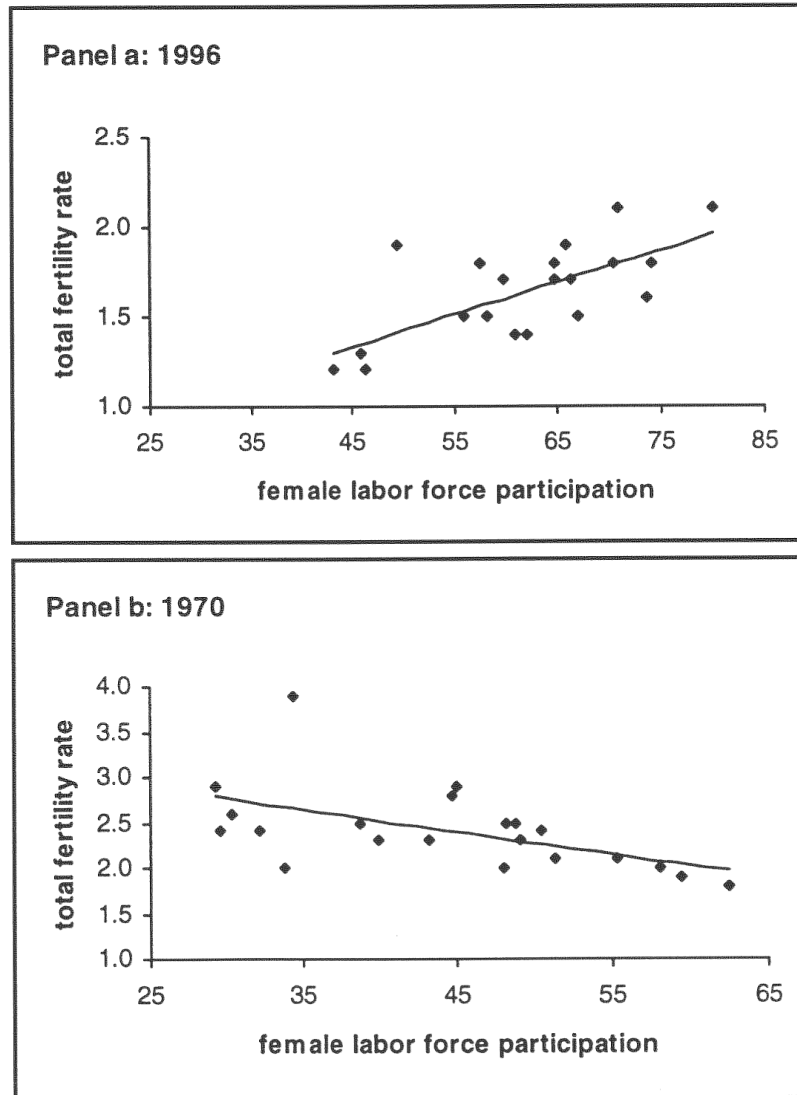 Panel a: 1996
total fertility rate
2.5
2.0
1.5
1.0
25 35 45 55 65 75 85
female labor force participation
Panel b: 1970
total fertility rate
4.0
3.5
3.0
2.5
2.0
1.5
1.0
25 35 45 55 65
female labor force participation